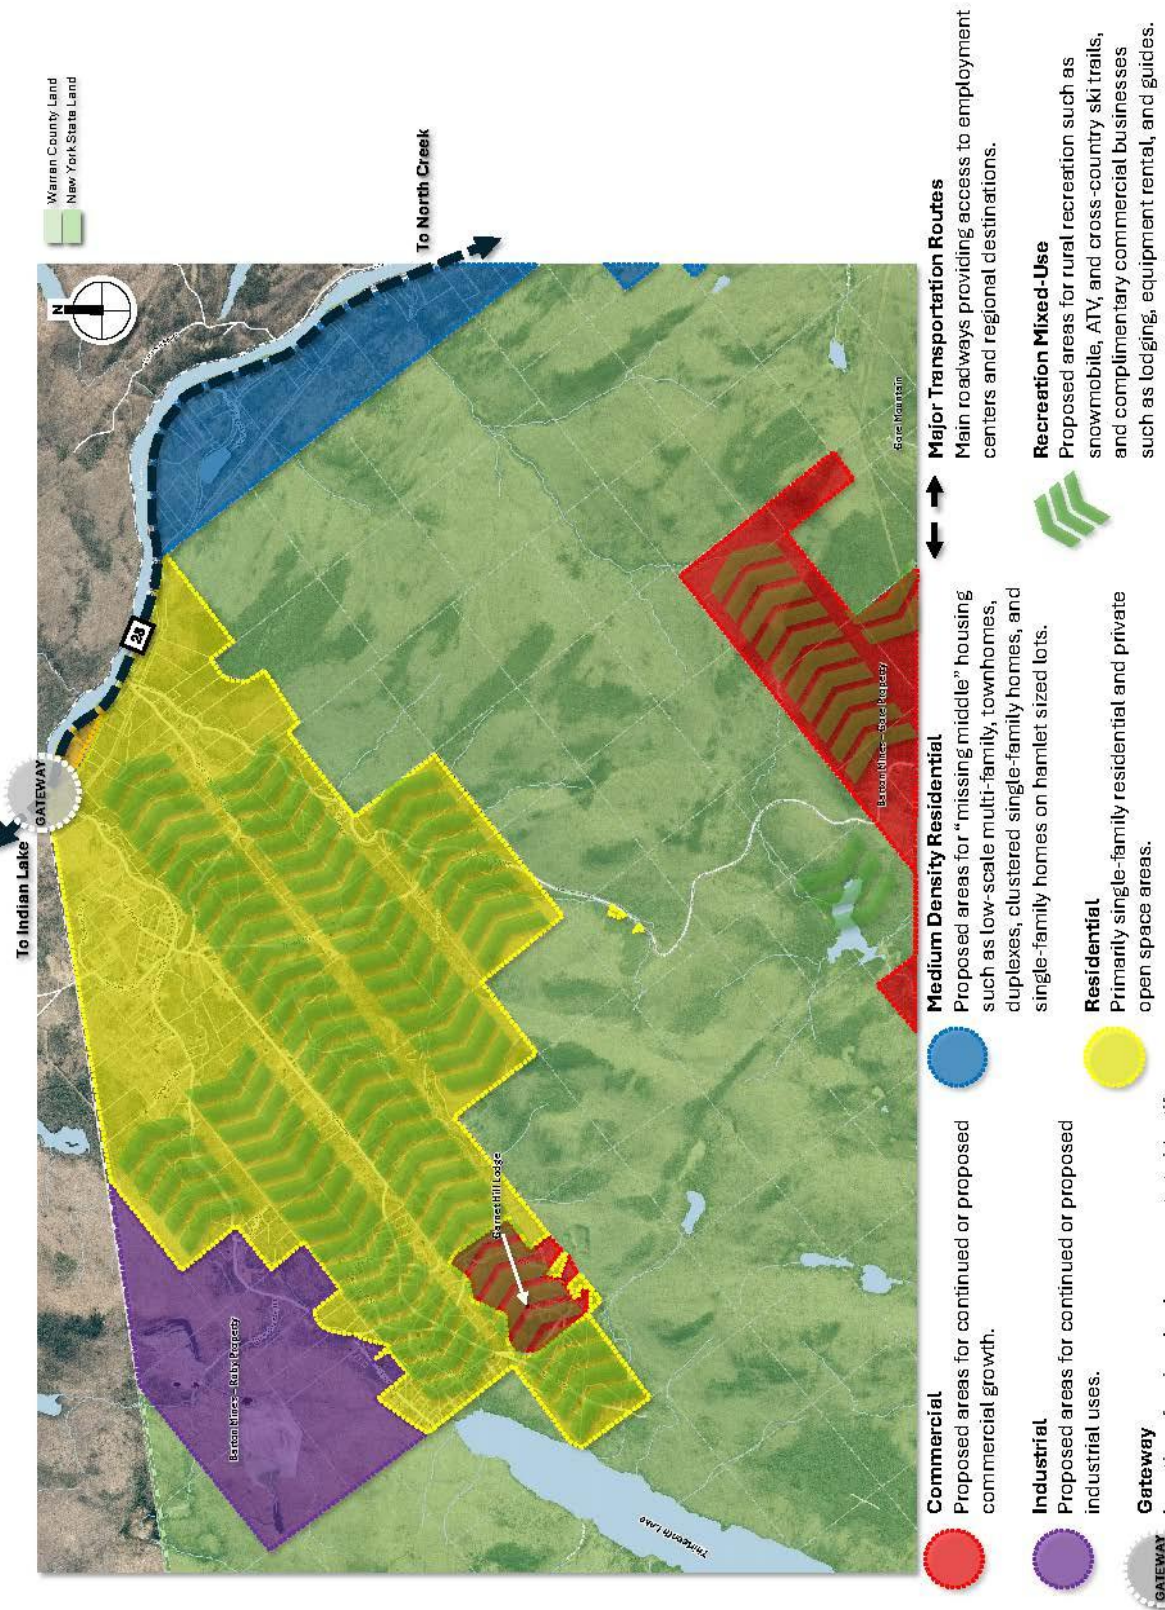 Warren County Land
New York State Land
N
To Indian Lake
GATEWAY
28
To North Creek
Barton Mines – Ruby Property
Garnet Hill Lodge
Thirteenth Lake
Barton Mines – Gore Property
Gore Mountain
Commercial
Proposed areas for continued or proposed
commercial growth.
Industrial
Proposed areas for continued or proposed
industrial uses.
GATEWAY
Gateway
Medium Density Residential
Proposed areas for “missing middle” housing
such as low-scale multi-family, townhomes,
duplexes, clustered single-family homes, and
single-family homes on hamlet sized lots.
Residential
Primarily single-family residential and private
open space areas.
Major Transportation Routes
Main roadways providing access to employment
centers and regional destinations.
Recreation Mixed-Use
Proposed areas for rural recreation such as
snowmobile, ATV, and cross-country ski trails,
and complimentary commercial businesses
such as lodging, equipment rental, and guides.